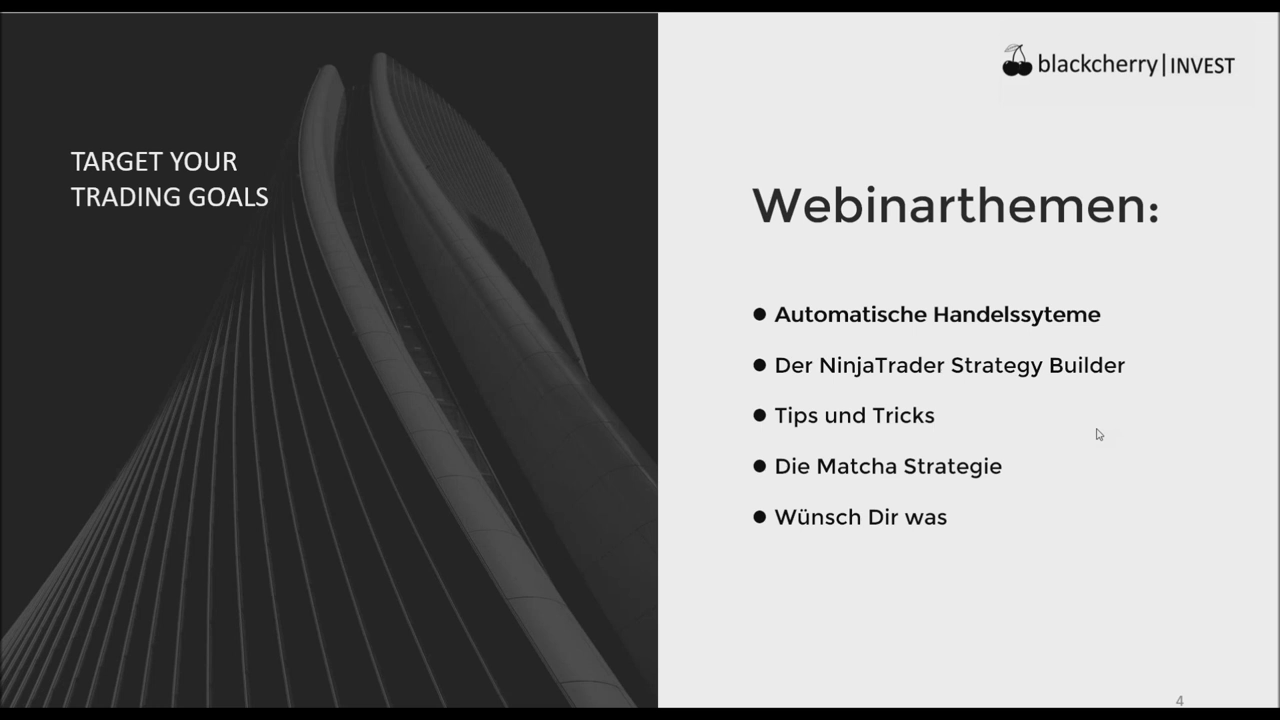 TARGET YOUR
TRADING GOALS
blackcherry|INVEST
Webinarthemen:
● Automatische Handelssyteme
● Der NinjaTrader Strategy Builder
● Tips und Tricks
● Die Matcha Strategie
● Wünsch Dir was
4